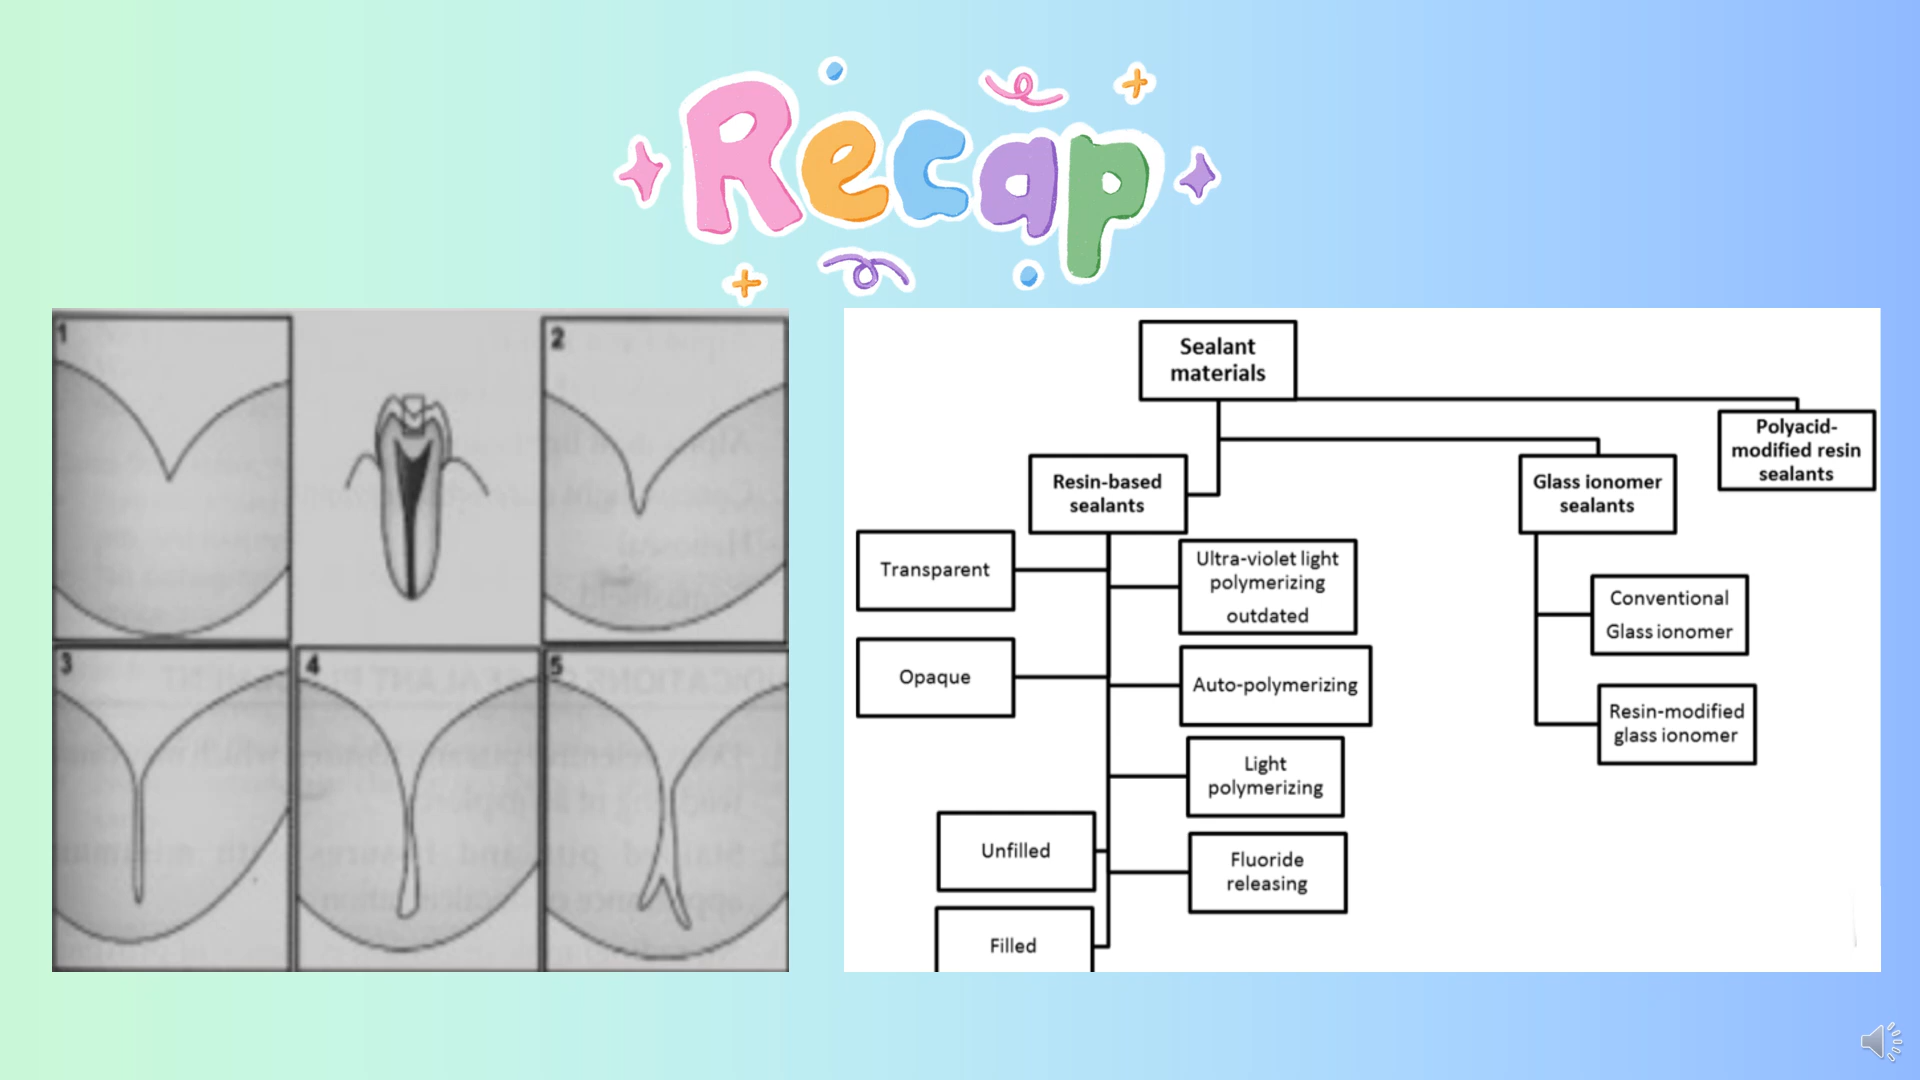 Recap
1
2
3
4
5
Sealant
materials
Polyacid-
modified resin
sealants
Resin-based
sealants
Glass ionomer
sealants
Transparent
Ultra-violet light
polymerizing
outdated
Conventional
Glass ionomer
Opaque
Auto-polymerizing
Resin-modified
glass ionomer
Light
polymerizing
Unfilled
Fluoride
releasing
Filled